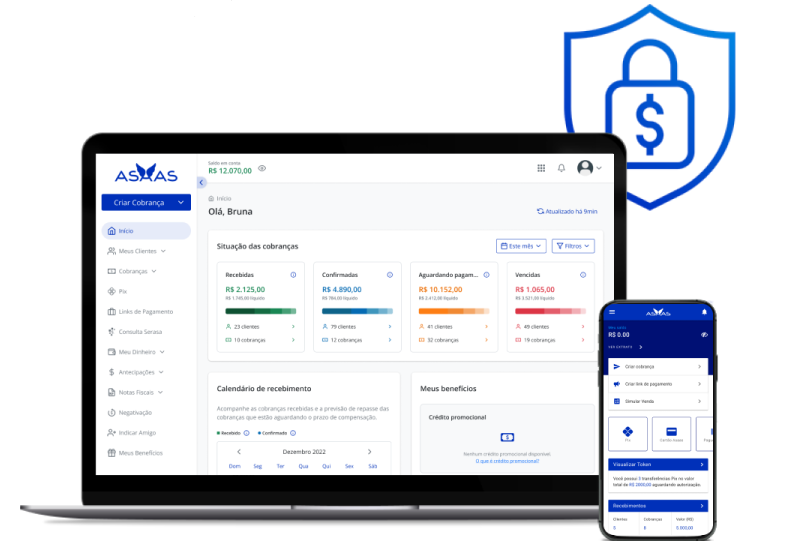 $
ASAAS
Saldo em conta
R$ 12.070,00
Criar Cobrança
Início
Meus Clientes
Cobranças
Pix
Links de Pagamento
Consulta Serasa
Meu Dinheiro
Antecipações
Notas Fiscais
Negativação
Indicar Amigo
Meus Benefícios
Início
Olá, Bruna
Atualizado há 9min
Situação das cobranças
Este mês
Filtros
Recebidas
R$ 2.125,00
R$ 1.745,00 líquido
23 clientes
10 cobranças
Confirmadas
R$ 4.890,00
R$ 784,00 líquido
79 clientes
12 cobranças
Aguardando pagam...
R$ 10.152,00
R$ 2.412,00 líquido
41 clientes
32 cobranças
Vencidas
R$ 1.065,00
R$ 3.521,00 líquido
49 clientes
19 cobranças
Calendário de recebimento
Acompanhe as cobranças recebidas e a previsão de repasse das
cobranças que estão aguardando o prazo de compensação.
Recebido
Confirmado
Dezembro 2022
Dom Seg Ter Qua Qui Sex Sáb
Meus benefícios
Crédito promocional
Nenhum crédito promocional disponível.
O que é crédito promocional?
ASAAS
R$ 0.00
VER EXTRATO
Criar cobrança
Criar link de pagamento
Simular Venda
Pix
Visualizar Token
Você possui 3 transferências Pix no valor
total de R$ 2000,00 aguardando autorização.
Recebimentos
Clientes Cobranças Valor (R$)
5 8 5.000,00